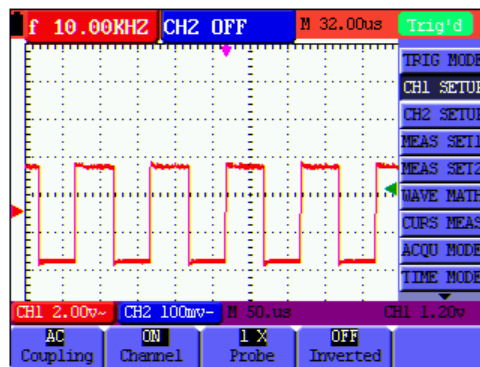 f 10.00KHZ CH2 OFF M 32.00us Trig'd
TRIG MODE
CH1 SETUP
CH2 SETUP
MEAS SET1
MEAS SET2
WAVE MATH
CURS MEAS
ACQU MODE
TIME MODE
CH1 2.00v~ CH2 100mv- M 50.us CH1 1.20v
AC ON 1 X OFF
Coupling Channel Probe Inverted